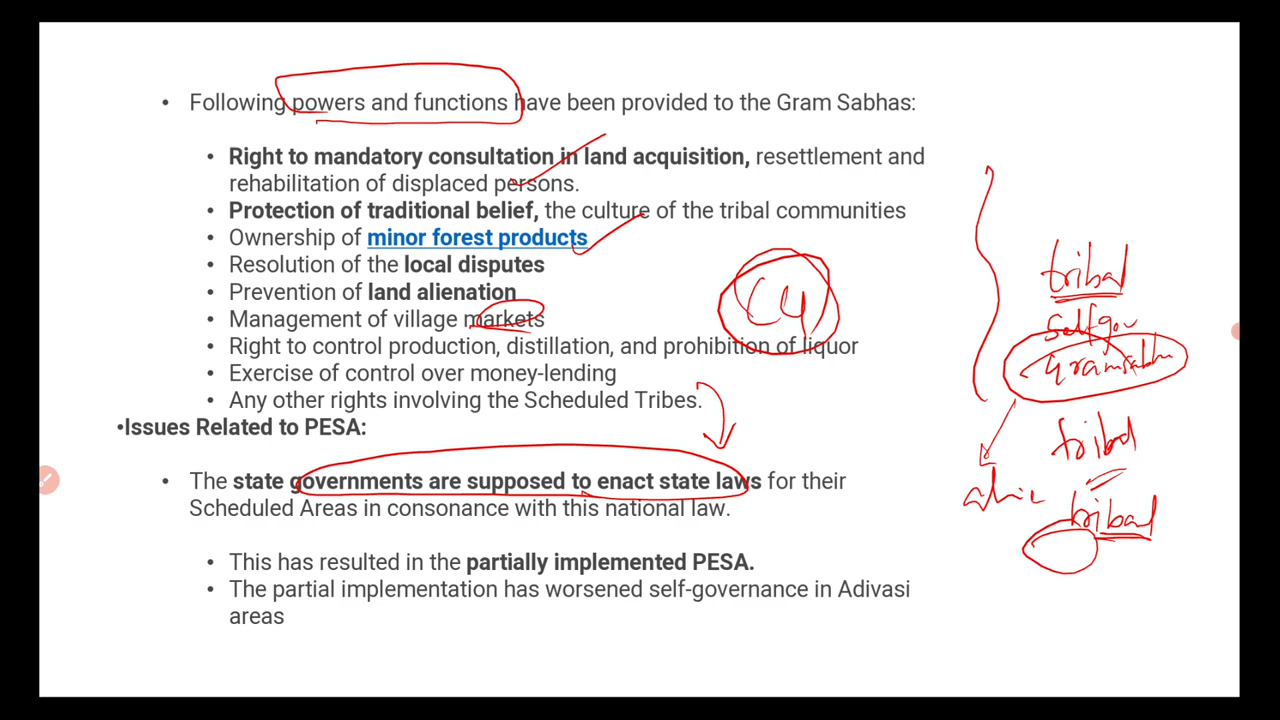 • Following powers and functions have been provided to the Gram Sabhas:
• Right to mandatory consultation in land acquisition, resettlement and
rehabilitation of displaced persons.
• Protection of traditional belief, the culture of the tribal communities
• Ownership of minor forest products
• Resolution of the local disputes
• Prevention of land alienation
• Management of village markets
• Right to control production, distillation, and prohibition of liquor
• Exercise of control over money-lending
• Any other rights involving the Scheduled Tribes.
•Issues Related to PESA:
• The state governments are supposed to enact state laws for their
Scheduled Areas in consonance with this national law.
• This has resulted in the partially implemented PESA.
• The partial implementation has worsened self-governance in Adivasi
areas
tribal
self gov
tribal
tribal